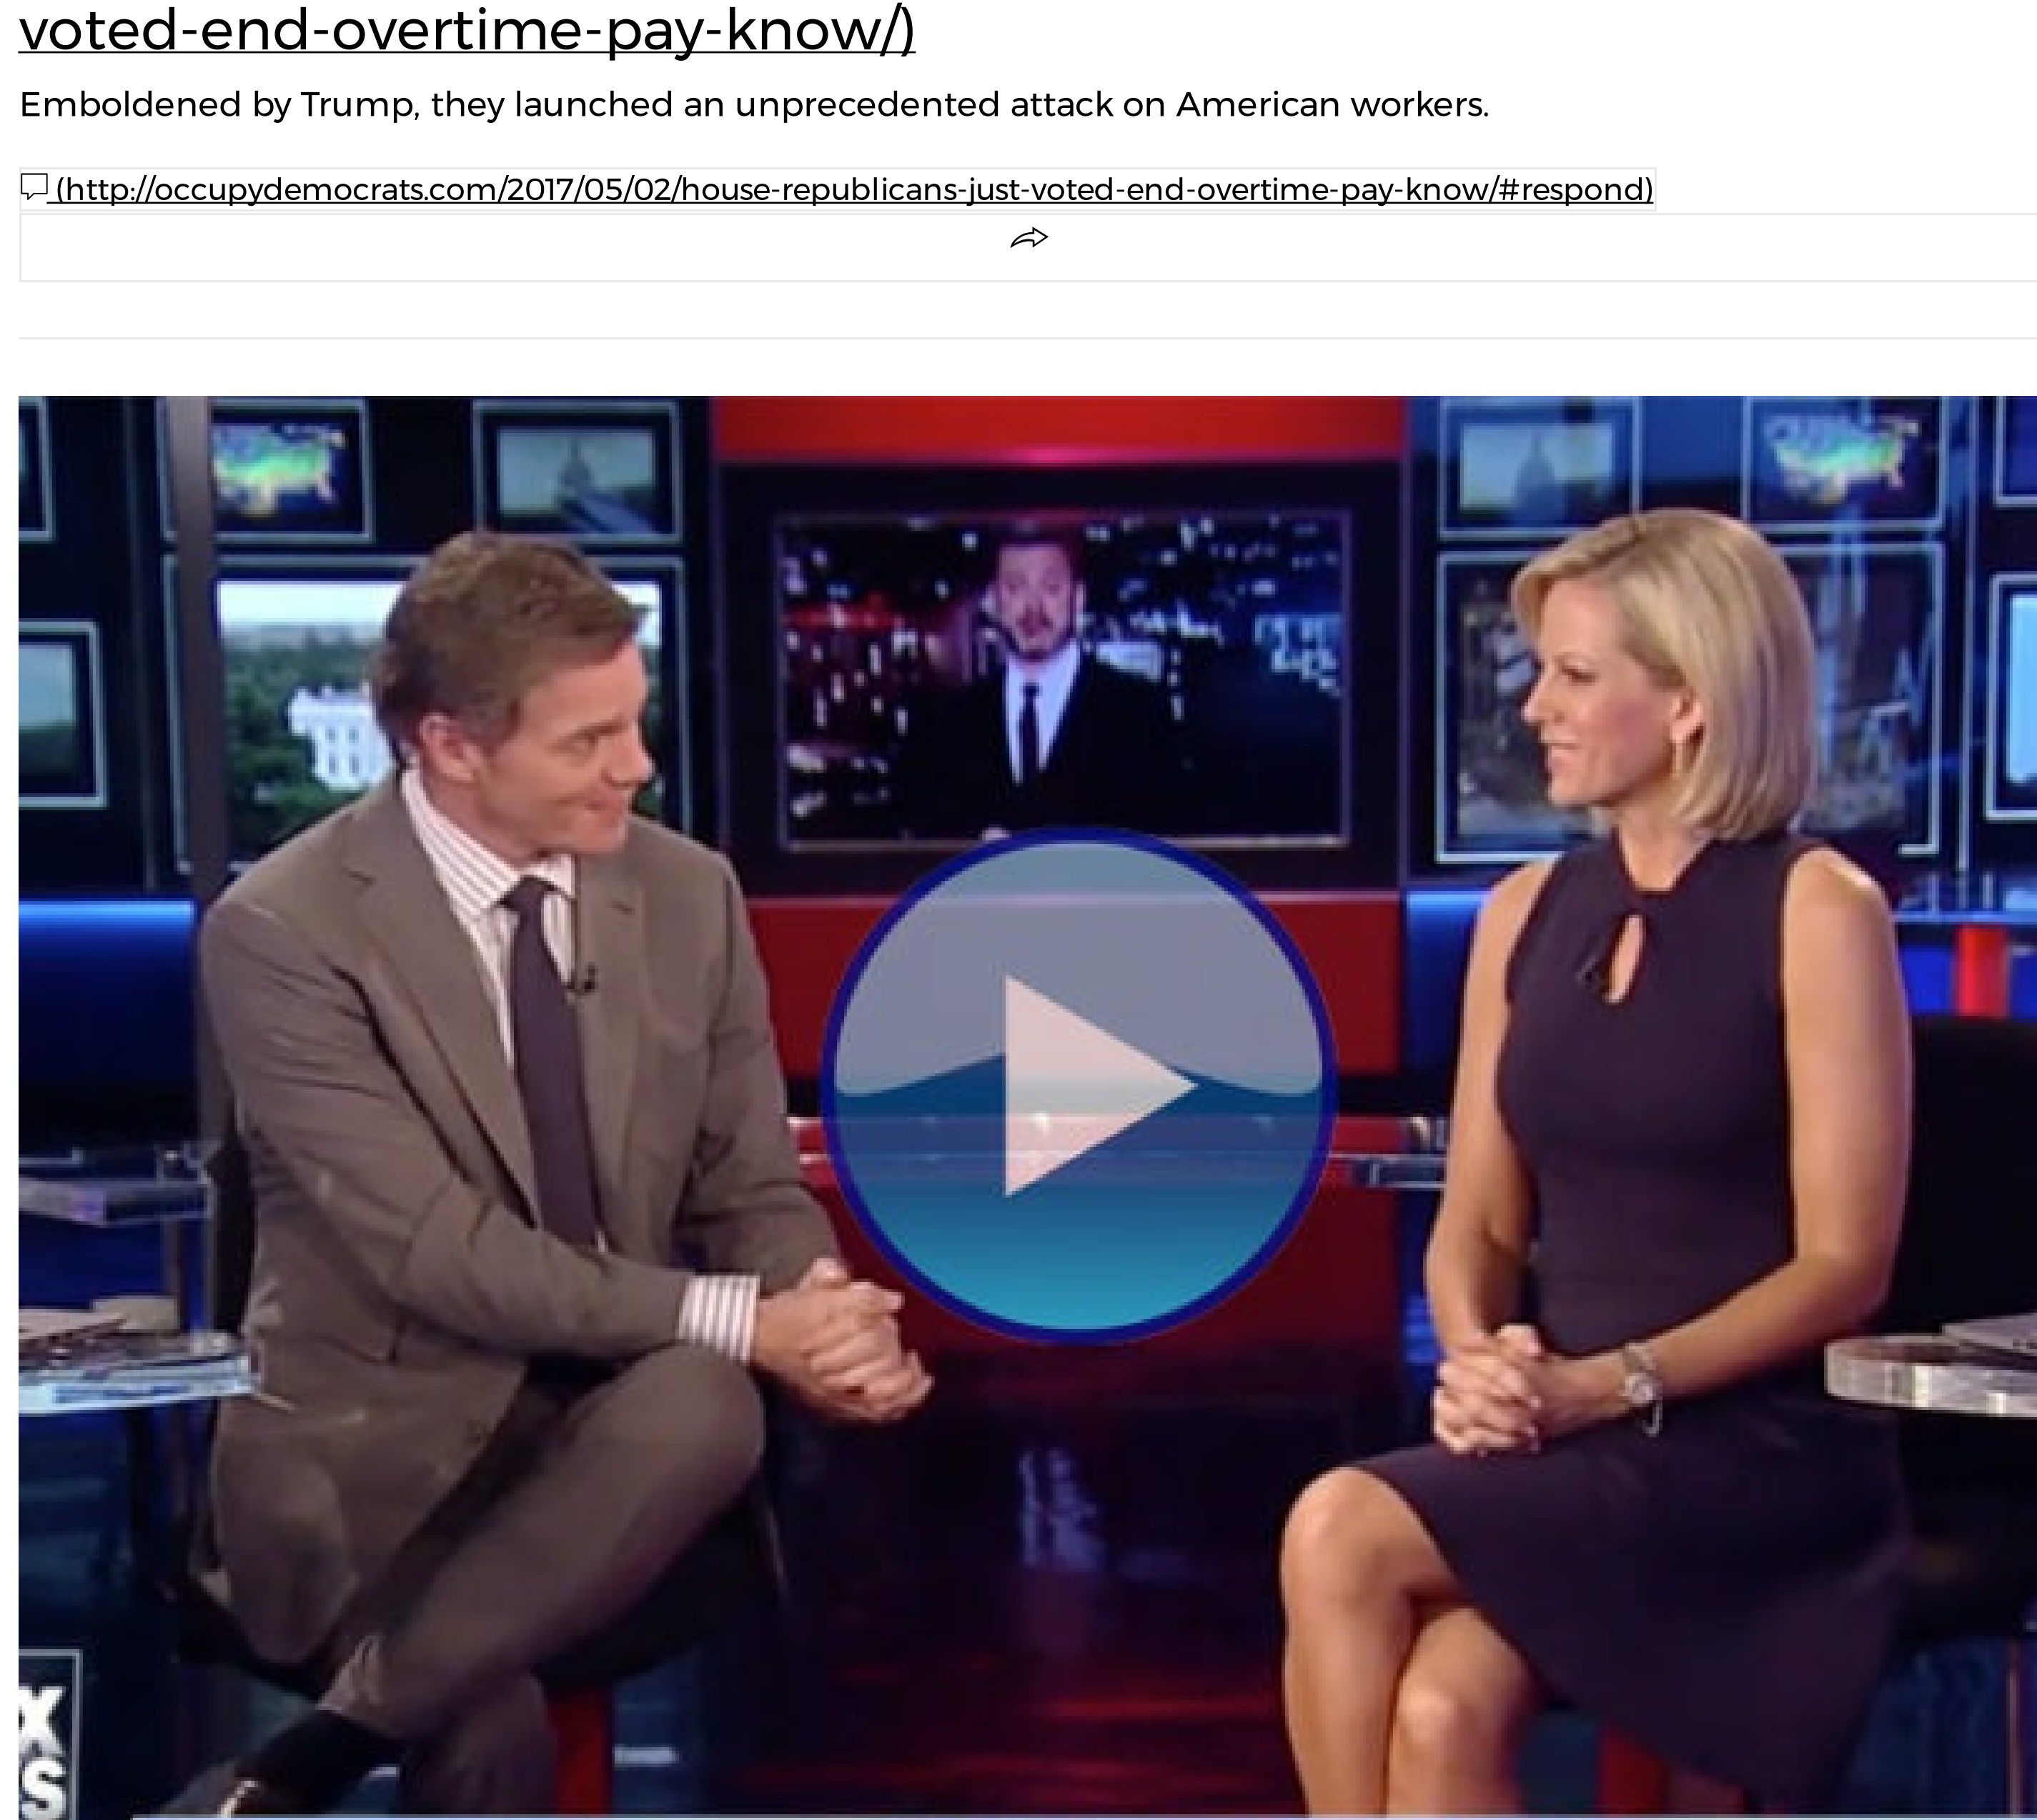 voted-end-overtime-pay-know/)
Emboldened by Trump, they launched an unprecedented attack on American workers.
(http://occupydemocrats.com/2017/05/02/house-republicans-just-voted-end-overtime-pay-know/#respond)
X
S